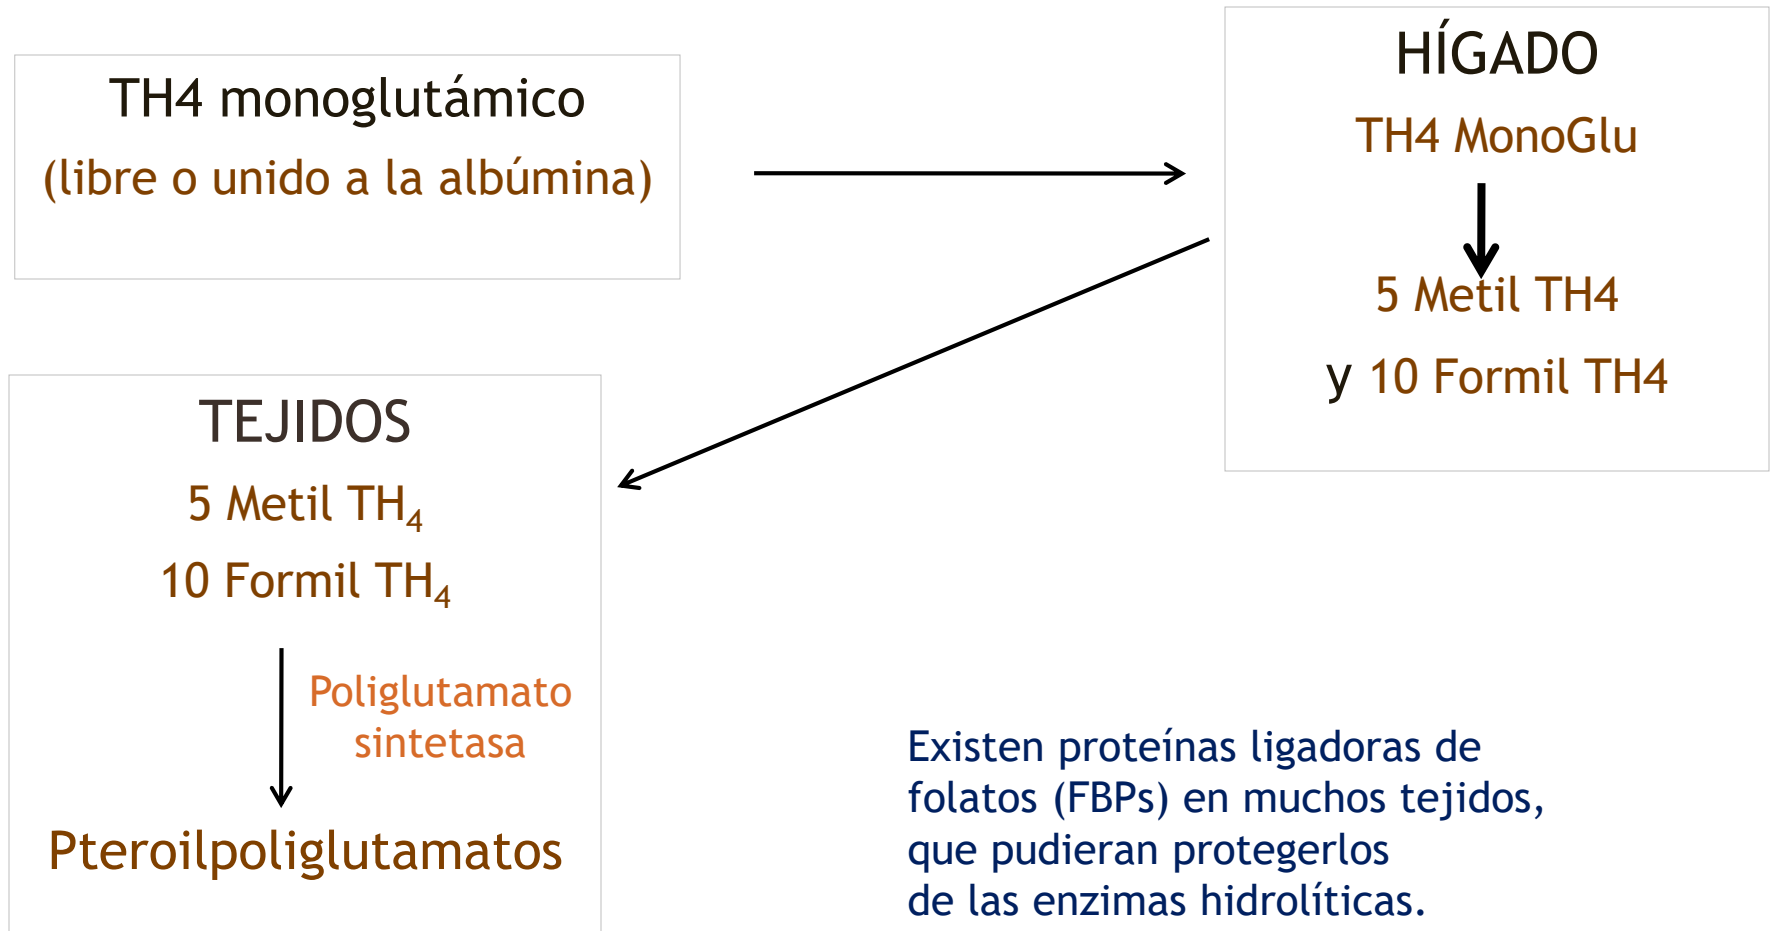 TH4 monoglutámico
(libre o unido a la albúmina)
HÍGADO
TH4 MonoGlu
5 Metil TH4
y 10 Formil TH4
TEJIDOS
5 Metil TH₄
10 Formil TH₄
Poliglutamato
sintetasa
Pteroilpoliglutamatos
Existen proteínas ligadoras de
folatos (FBPs) en muchos tejidos,
que pudieran protegerlos
de las enzimas hidrolíticas.